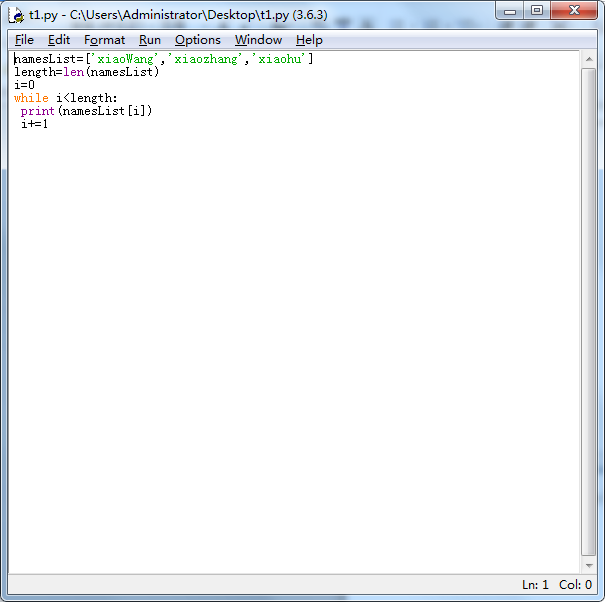 t1.py - C:\Users\Administrator\Desktop\t1.py (3.6.3)
File Edit Format Run Options Window Help
namesList=['xiaoWang','xiaozhang','xiaohu']
length=len(namesList)
i=0
while i<length:
 print(namesList[i])
 i+=1
Ln: 1 Col: 0